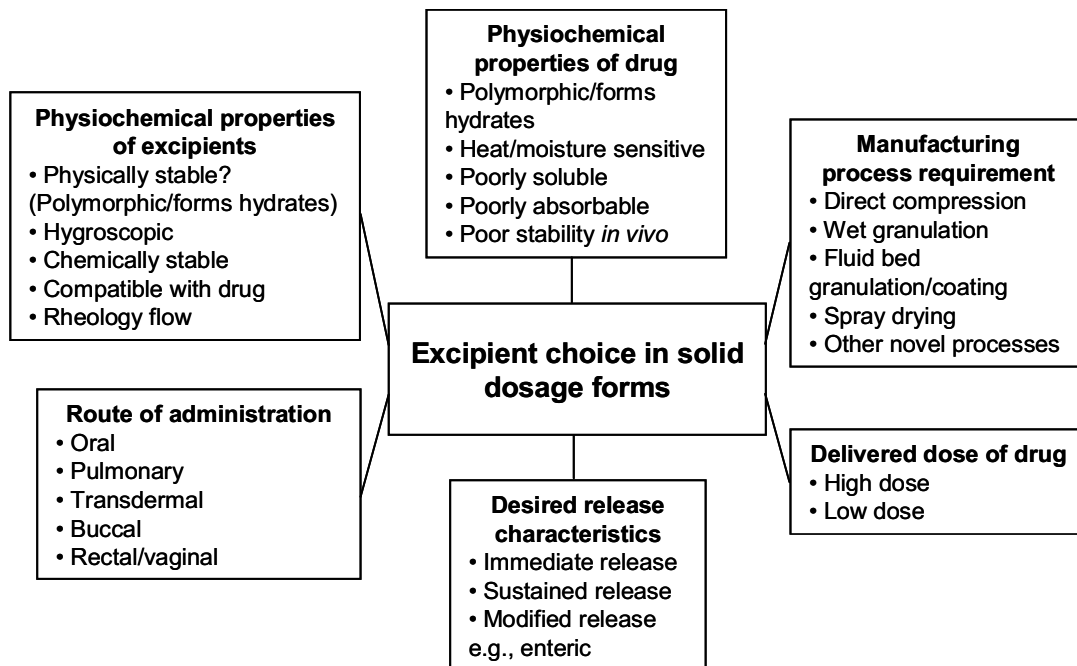 Physiochemical properties
of excipients
• Physically stable?
(Polymorphic/forms hydrates)
• Hygroscopic
• Chemically stable
• Compatible with drug
• Rheology flow
Physiochemical
properties of drug
• Polymorphic/forms
hydrates
• Heat/moisture sensitive
• Poorly soluble
• Poorly absorbable
• Poor stability in vivo
Manufacturing
process requirement
• Direct compression
• Wet granulation
• Fluid bed
granulation/coating
• Spray drying
• Other novel processes
Excipient choice in solid
dosage forms
Route of administration
• Oral
• Pulmonary
• Transdermal
• Buccal
• Rectal/vaginal
Desired release
characteristics
• Immediate release
• Sustained release
• Modified release
e.g., enteric
Delivered dose of drug
• High dose
• Low dose